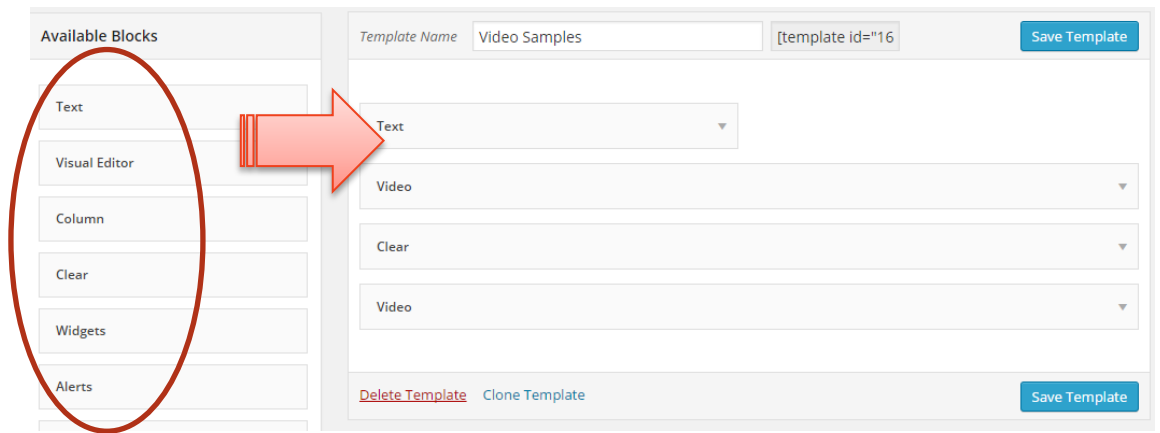 Available Blocks
Text
Visual Editor
Column
Clear
Widgets
Alerts
Template Name Video Samples [template id="16 Save Template
Text
Video
Clear
Video
Delete Template Clone Template Save Template